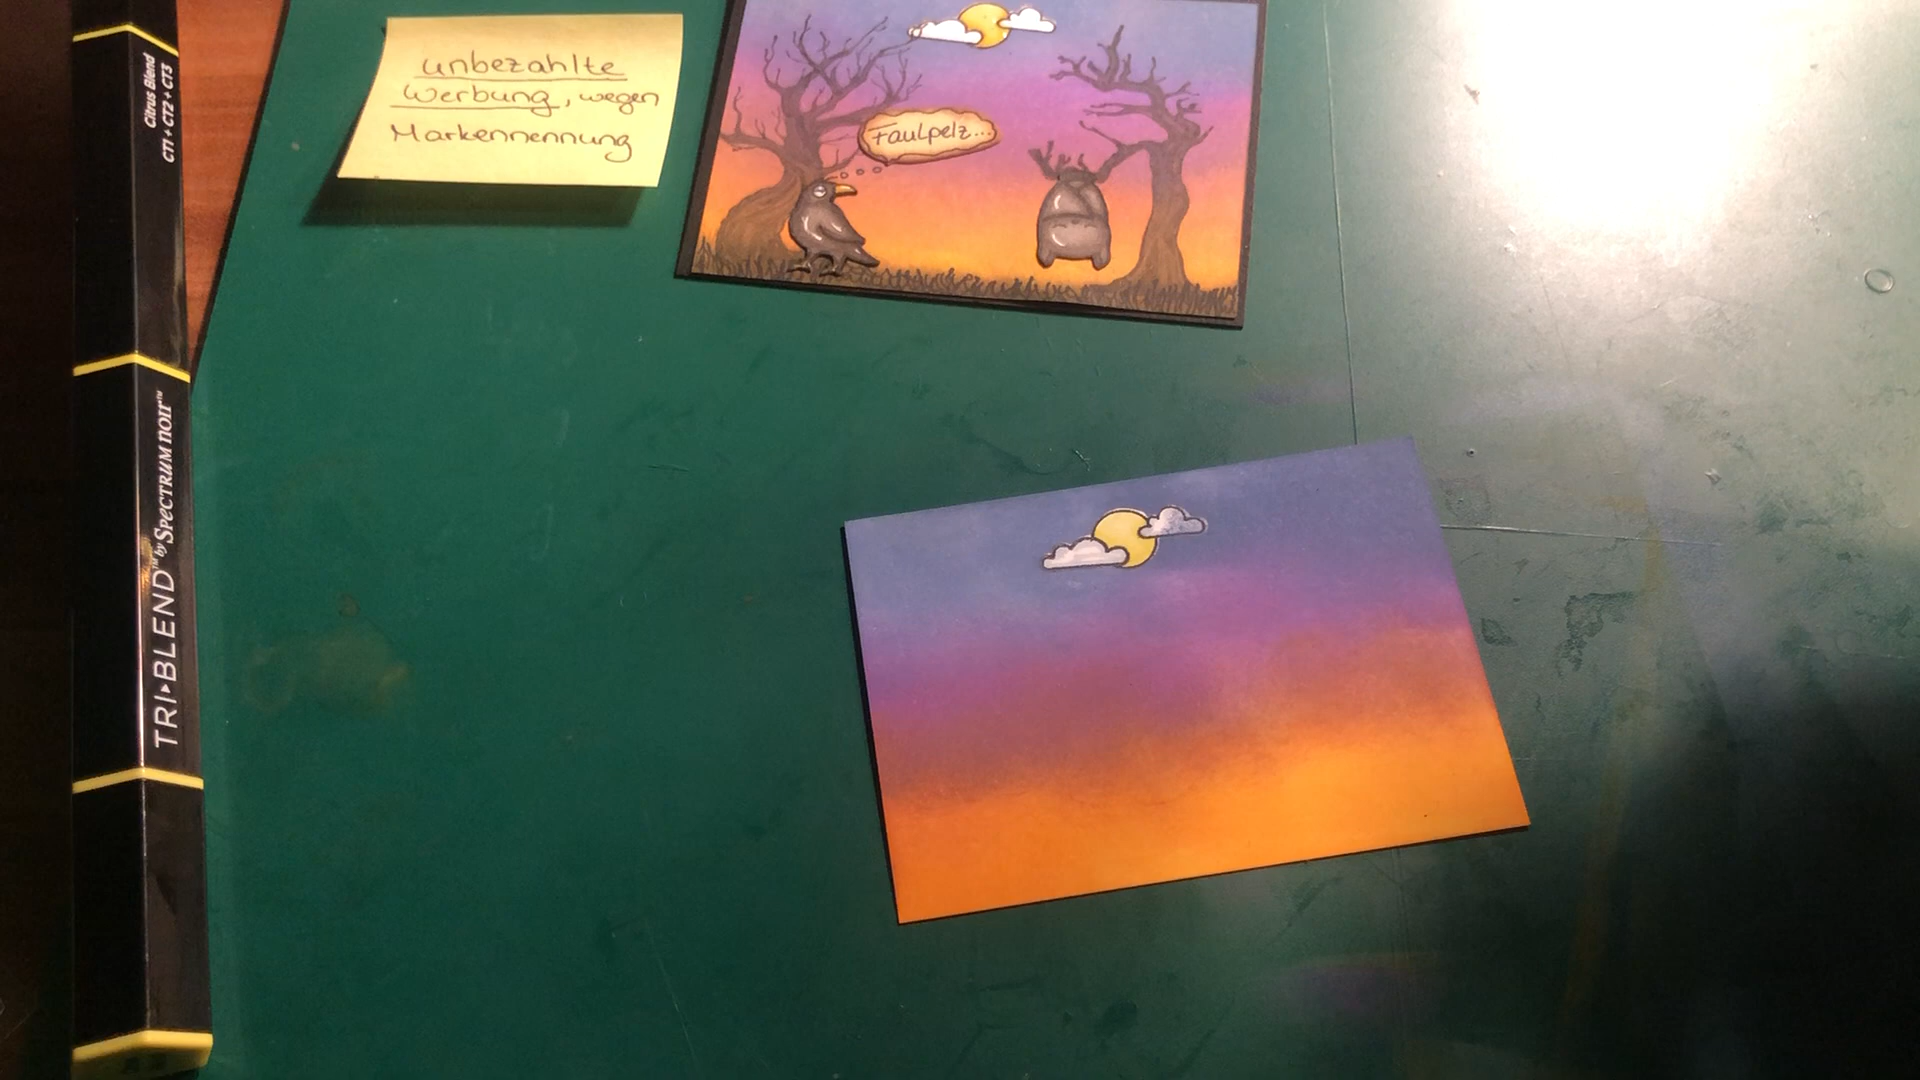 unbezahlte
Werbung, wegen
Markennennung
Faulpelz...
Citrus Blend
CT1 + CT2 + CT3
TRI▸BLEND™ by SPECTRUM NOIR™